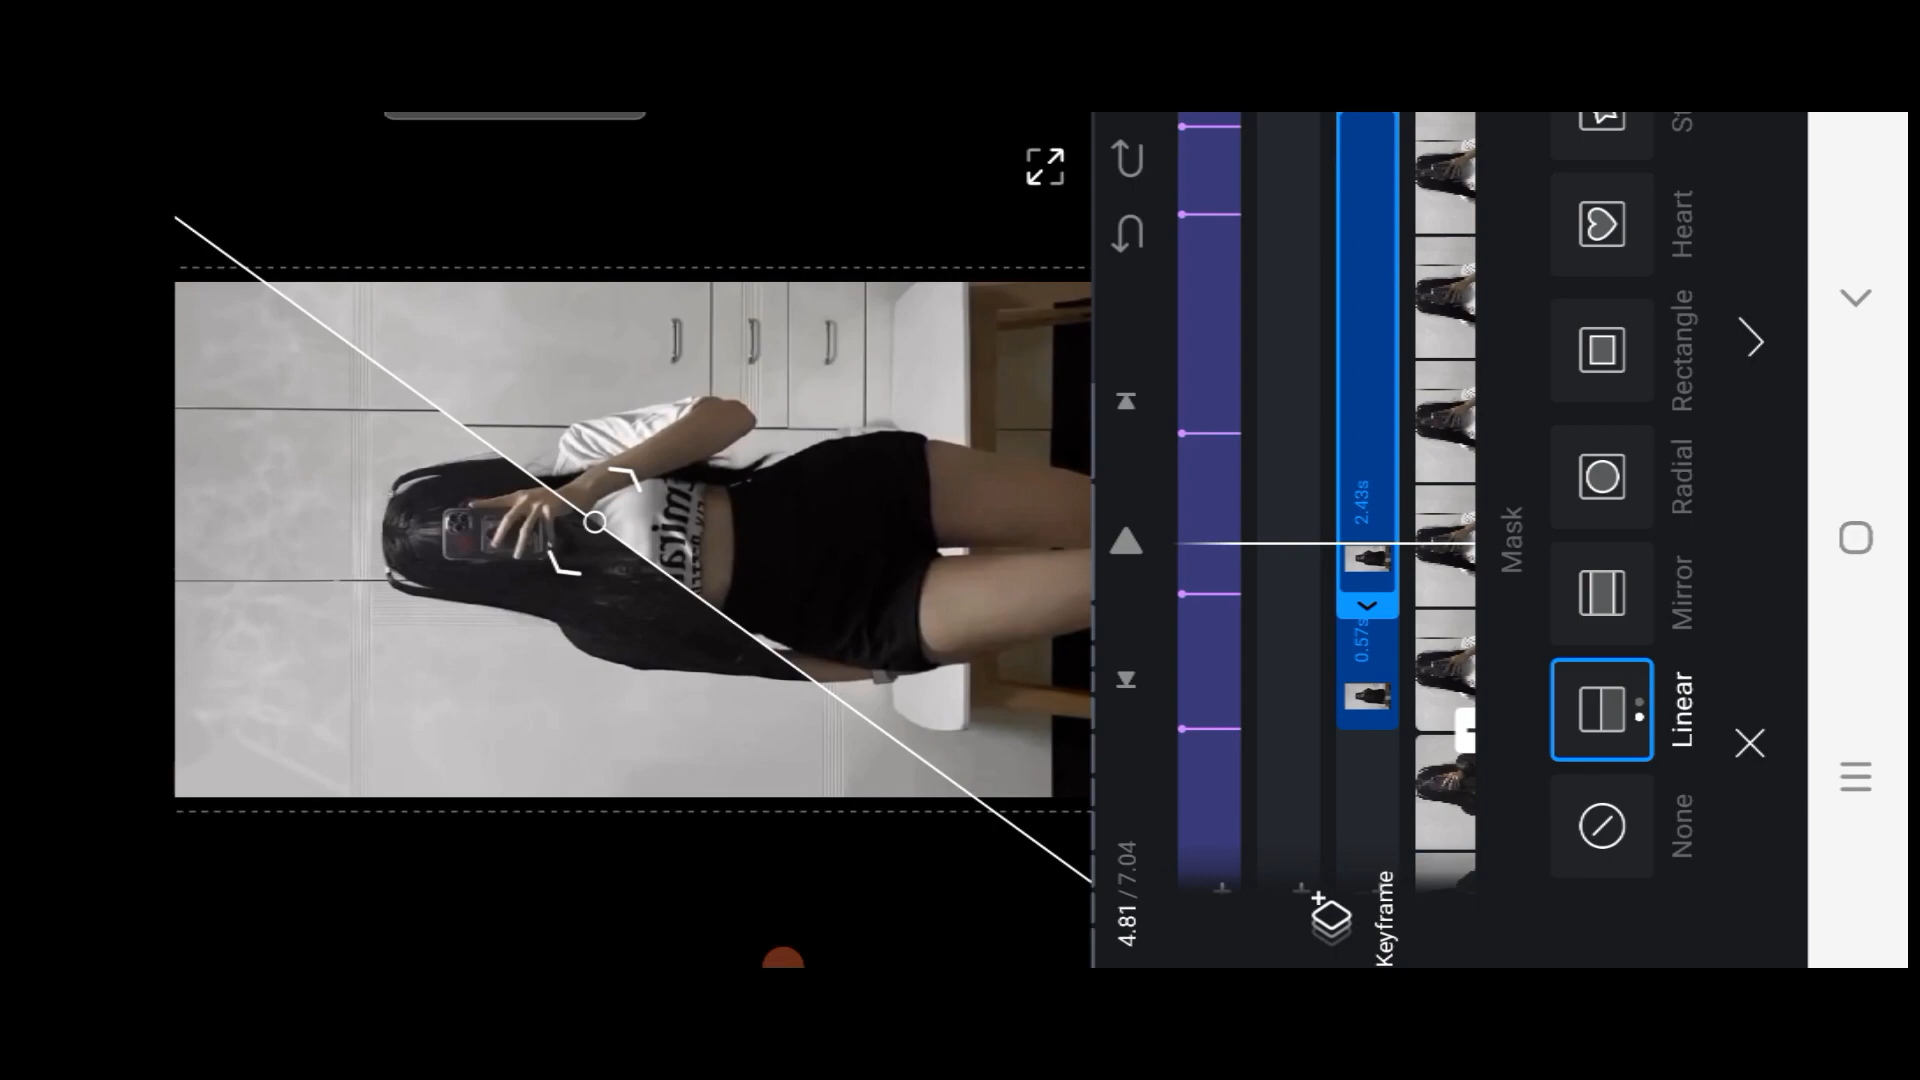 4.81 / 7.04
Keyframe
0.57s
2.43s
Mask
None
Linear
Mirror
Radial
Rectangle
Heart